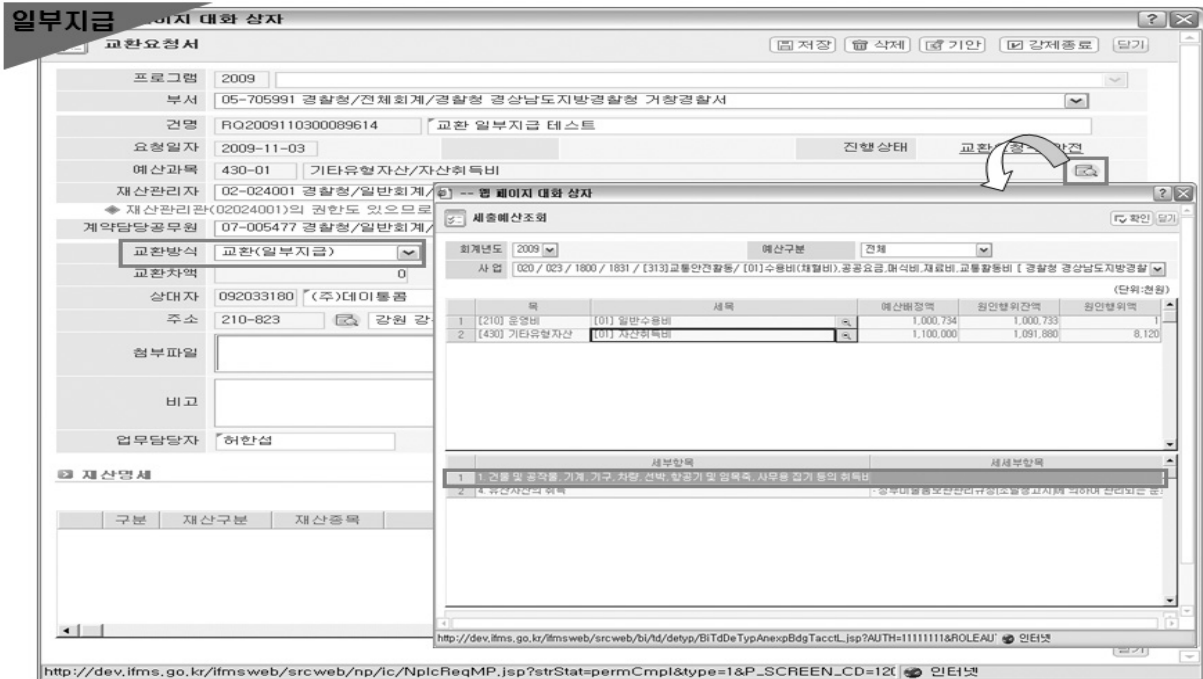 일부지급
이지 대화 상자
교환요청서
저장 삭제 기안 강제종료 닫기
프로그램 2009
부서 05-705991 경찰청/전체회계/경찰청 경상남도지방경찰청 거창경찰서
건명 RQ2009110300089614 교환 일부지급 테스트
요청일자 2009-11-03 진행상태 교환
예산과목 430-01 기타유형자산/자산취득비
재산관리자 02-024001 경찰청/일반회계/
◈ 재산관리관(02024001)의 권한도 있으므로
계약담당공무원 07-005477 경찰청/일반회계/
교환방식 교환(일부지급)
교환차액 0
상대자 092033180 (주)데이통콤
주소 210-823 강원 강
첨부파일
비고
업무담당자 허한섭
재산명세
구분 재산구분 재산종목
-- 웹 페이지 대화 상자
세출예산조회
확인 닫기
회계년도 2009 예산구분 전체
사 업 020 / 023 / 1800 / 1831 / [313]교통안전활동/ [01]수용비(채혈비),공공요금,매식비,재료비,교통활동비 [ 경찰청 경상남도지방경찰
(단위:천원)
목 세목 예산배정액 원인행위잔액 원인행위액
1 [210] 운영비 [01] 일반수용비 1,000,734 1,000,733 1
2 [430] 기타유형자산 [01] 자산취득비 1,100,000 1,091,880 8,120
세부항목 세세부항목
1 1. 건물 및 공작물, 기계, 기구, 차량, 선박, 항공기 및 임목죽, 사무용 집기 등의 취득비
2 4. 유산자산의 취득
http://dev.ifms.go.kr/ifmsweb/srcweb/bi/td/detyp/BiTdDeTypAnexpBdgTacctL.jsp?AUTH=11111111&ROLEAU 인터넷
닫기
http://dev.ifms.go.kr/ifmsweb/srcweb/np/ic/NpIcReqMP.jsp?strStat=permCmpl&type=1&P_SCREEN_CD=120 인터넷